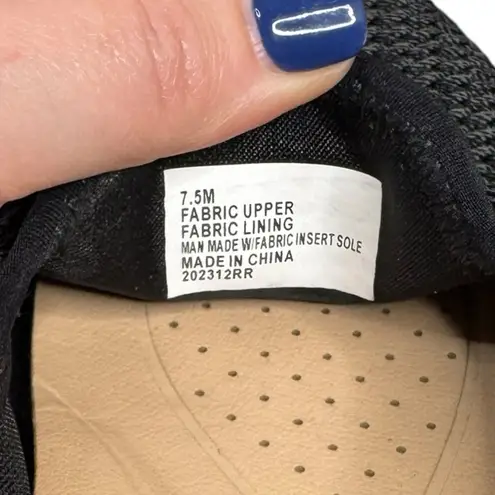 7.5M
FABRIC UPPER
FABRIC LINING
MAN MADE W/FABRIC INSERT SOLE
MADE IN CHINA
202312RR